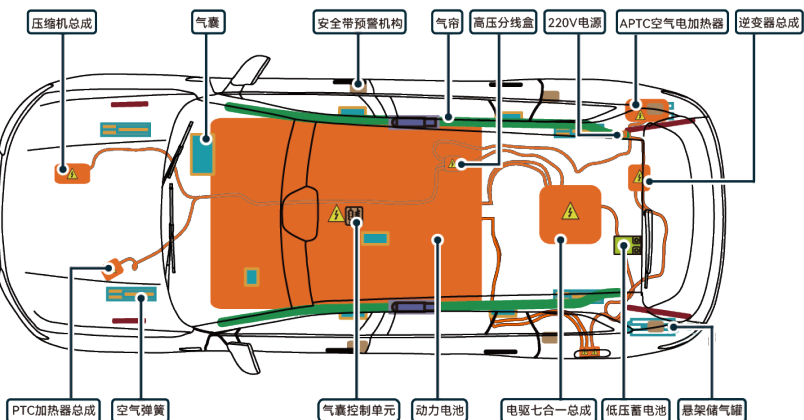 压缩机总成
气囊
安全带预警机构
气帘
高压分线盒
220V电源
APTC空气电加热器
逆变器总成
PTC加热器总成
空气弹簧
气囊控制单元
动力电池
电驱七合一总成
低压蓄电池
悬架储气罐